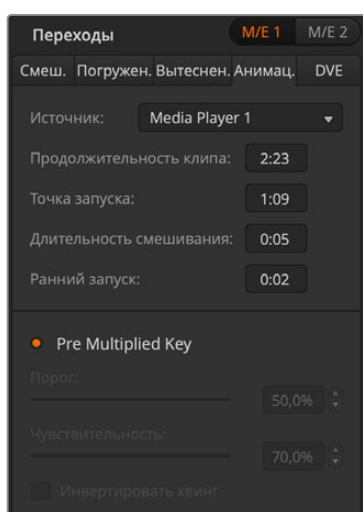 Переходы M/E 1 M/E 2
Смеш. Погружен. Вытеснен. Анимац. DVE
Источник: Media Player 1
Продолжительность клипа: 2:23
Точка запуска: 1:09
Длительность смешивания: 0:05
Ранний запуск: 0:02
Pre Multiplied Key
Порог:
50,0%
Чувствительность:
70,0%
Инвертировать кеинг